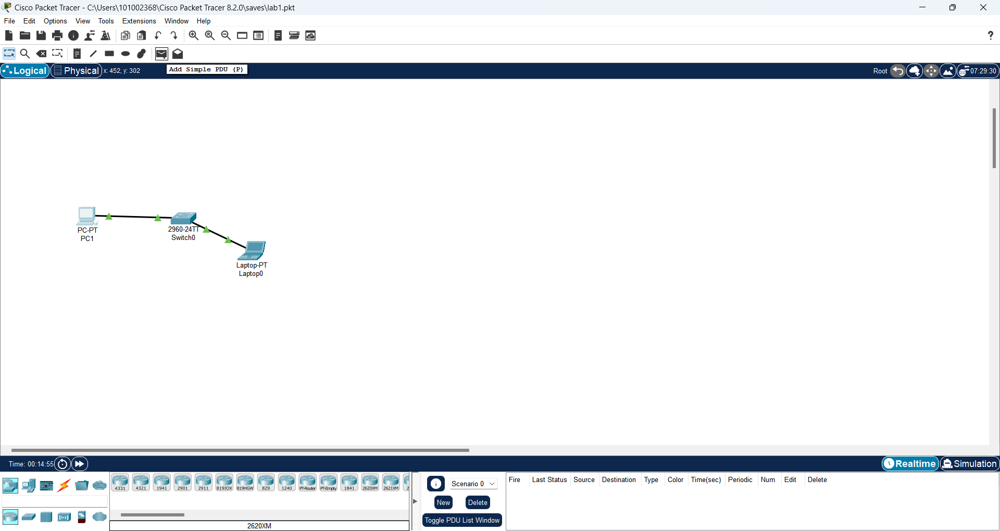 Cisco Packet Tracer - C:\Users\101002368\Cisco Packet Tracer 8.2.0\saves\lab1.pkt
File Edit Options View Tools Extensions Window Help
?
Add Simple PDU (P)
Logical Physical x: 452, y: 302 Root 07:29:30
PC-PT
PC1
2960-24TT
Switch0
Laptop-PT
Laptop0
Time: 00:14:55 Realtime Simulation
4331 4321 1941 2901 2911 819IOX 819HGW 829 1240 PT-Router PT-Empty 1841 2620XM 2621XM 2
2620XM
Scenario 0
New Delete
Toggle PDU List Window
Fire Last Status Source Destination Type Color Time(sec) Periodic Num Edit Delete